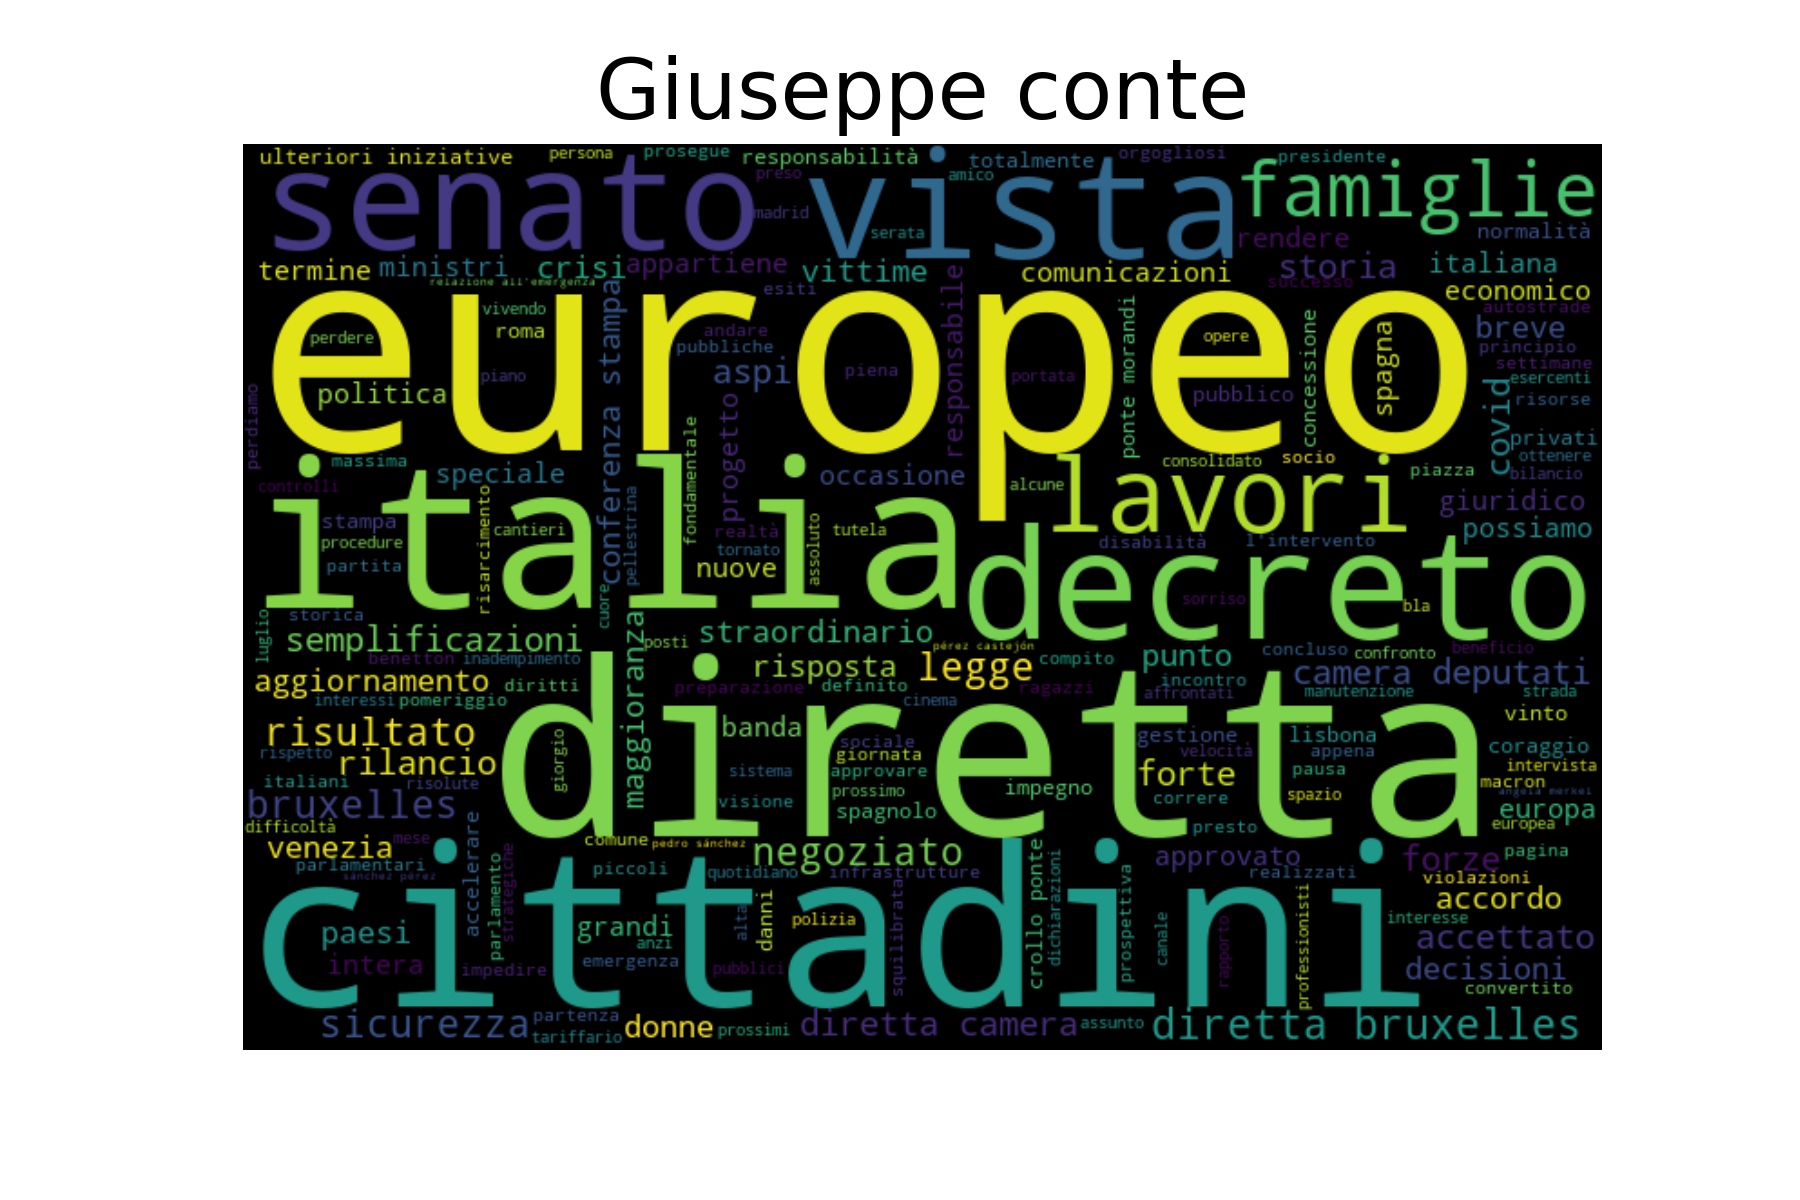 Giuseppe conte
ulteriori iniziative
persona
prosegue
responsabilità
totalmente
orgogliosi
presidente
senato
preso
madrid
vista
amico
serata
famiglie
rendere
normalità
termine
ministri
crisi
appartiene
vittime
comunicazioni
storia
italiana
relazione all'emergenza
esiti
successo
economico
europeo
vivendo
roma
perdere
politica
piano
conferenza stampa
andare
pubbliche
aspi
piena
responsabile
portata
ponte morandi
opere
pubblico
concessione
spagna
autostrade
breve
principio
settimane
esercenti
risorse
covid
privati
ottenere
bilancio
perdiamo
massima
controlli
speciale
progetto
fondamentale
occasione
alcune
consolidato
socio
piazza
giuridico
possiamo
italia
lavori
stampa
procedure
partita
risarcimento
cantieri
pellestrina
realtà
tornato
nuove
assoluto
tutela
disabilità
l'intervento
decreto
sorriso
bla
storica
luglio
cuore
semplificazioni
maggioranza
posti
straordinario
pérez castejón
benetton
inadempimento
risposta
legge
compito
punto
incontro
concluso
confronto
beneficio
camera deputati
aggiornamento
diritti
interessi
pomeriggio
preparazione
definito
cinema
ragazzi
affrontati
manutenzione
strada
vinto
diretta
risultato
rispetto
rilancio
italiani
risolute
giorgio
banda
sociale
giornata
sistema
approvare
visione
prossimo
spagnolo
impegno
gestione
velocità
forte
correre
lisbona
appena
pausa
spazio
coraggio
intervista
macron
angela merkel
europa
europea
presto
bruxelles
difficoltà
venezia
mese
parlamentari
sánchez pérez
accelerare
parlamento
strategiche
comune
pedro sánchez
negoziato
piccoli
quotidiano
infrastrutture
crollo ponte
dichiarazioni
approvato
realizzati
forze
pagina
violazioni
accordo
cittadini
paesi
intera
impedire
grandi
anzi
emergenza
alta
danni
polizia
pubblici
squilibrata
prospettiva
canale
rapporto
professionisti
interesse
accettato
decisioni
convertito
sicurezza
partenza
tariffario
donne
prossimi
diretta camera
assunto
diretta bruxelles